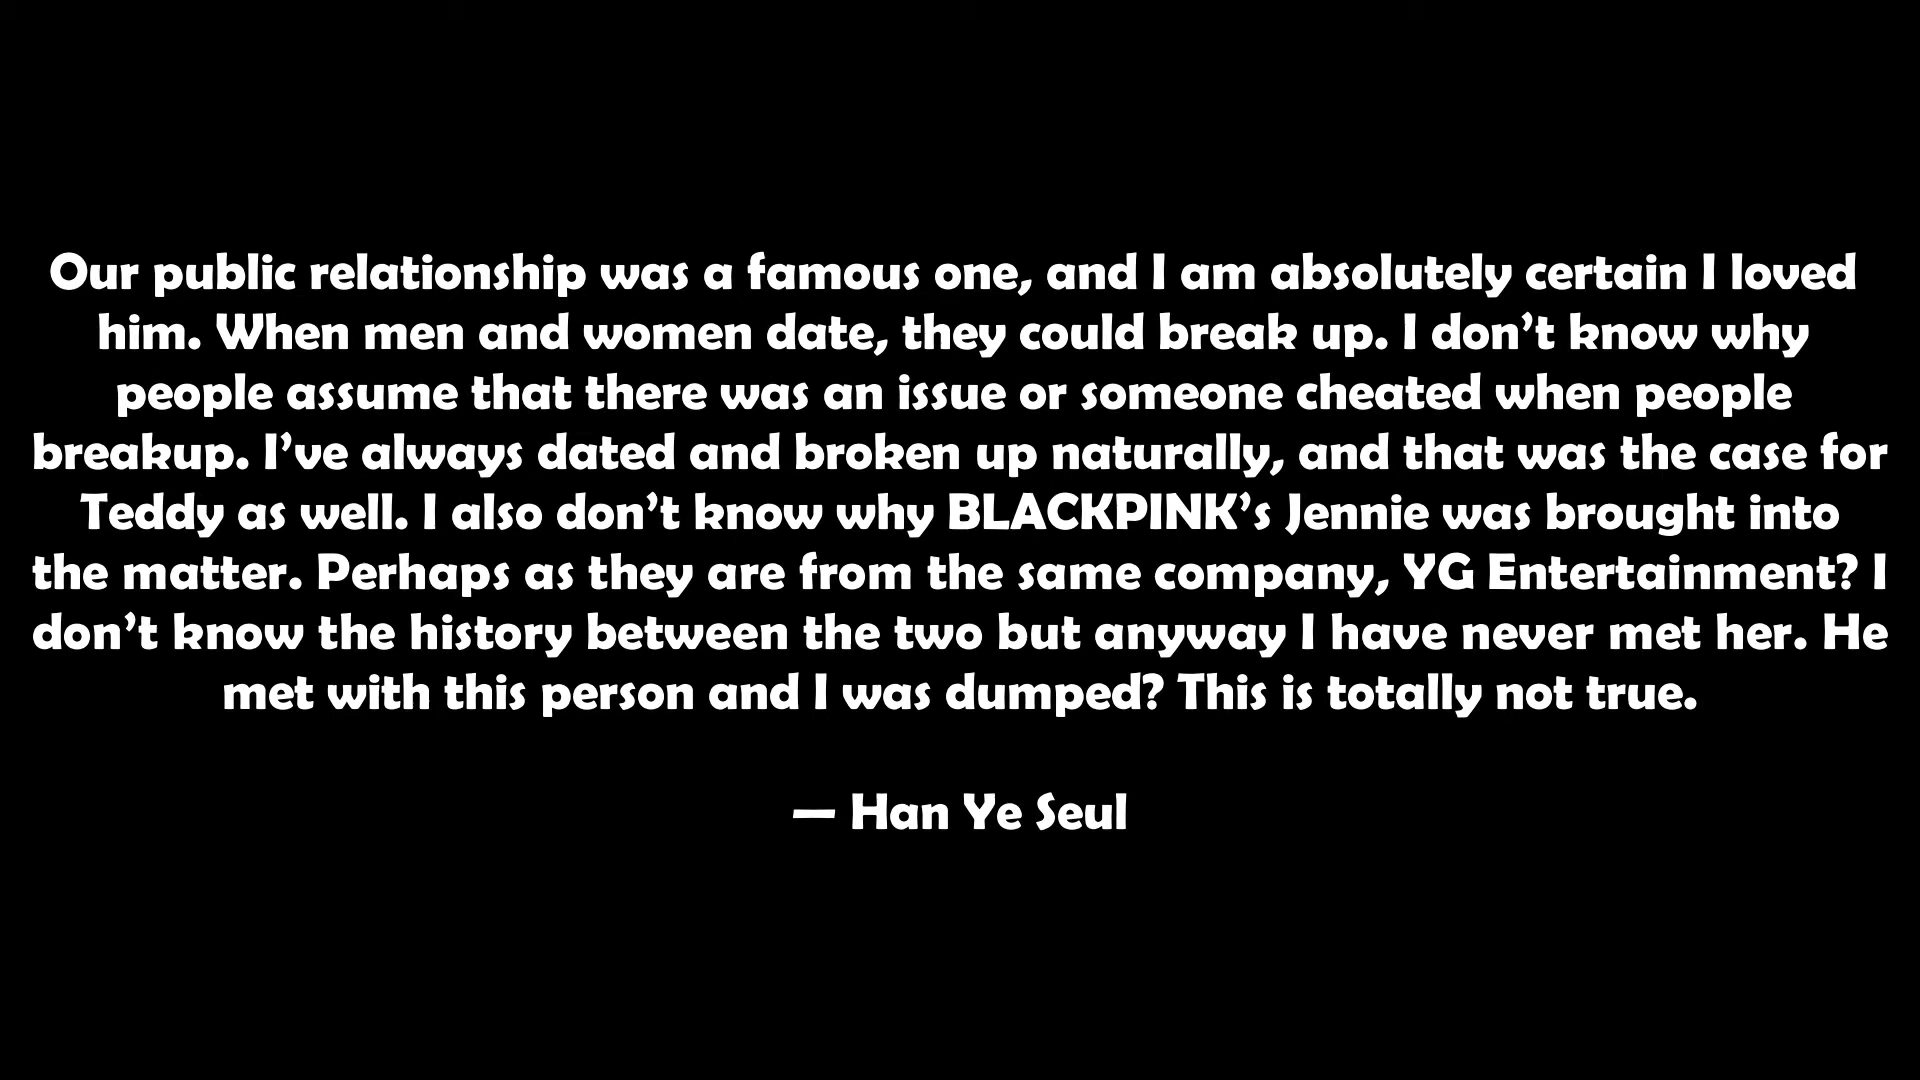 Our public relationship was a famous one, and I am absolutely certain I loved
him. When men and women date, they could break up. I don’t know why
people assume that there was an issue or someone cheated when people
breakup. I’ve always dated and broken up naturally, and that was the case for
Teddy as well. I also don’t know why BLACKPINK’s Jennie was brought into
the matter. Perhaps as they are from the same company, YG Entertainment? I
don’t know the history between the two but anyway I have never met her. He
met with this person and I was dumped? This is totally not true.
— Han Ye Seul